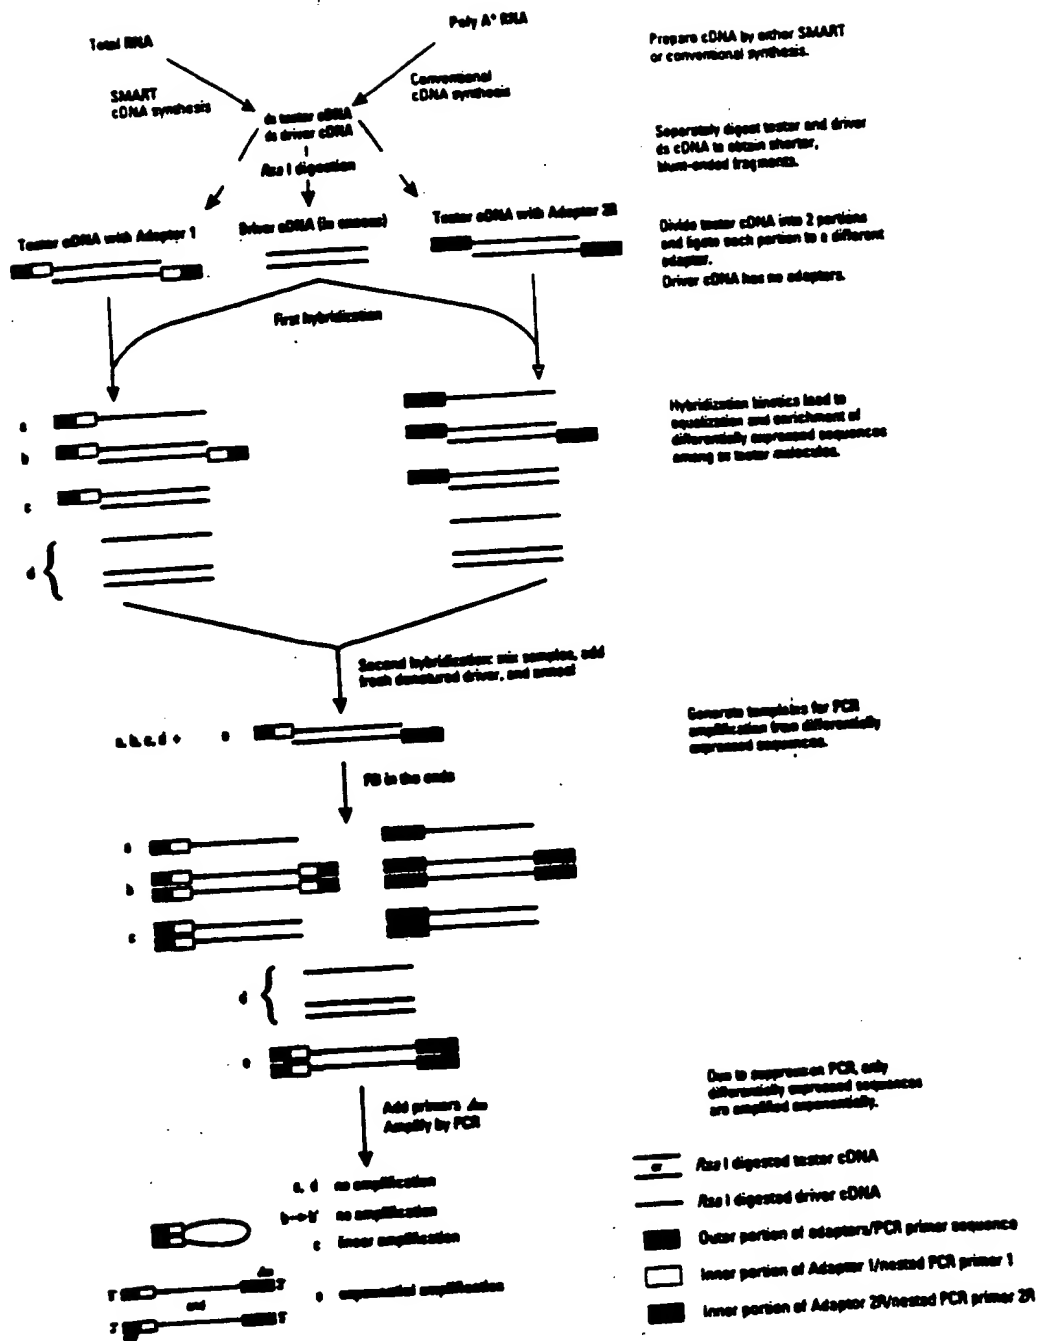 Total RNA
Poly A+ RNA
Prepare cDNA by either SMART
or conventional synthesis.
SMART
cDNA synthesis
Conventional
cDNA synthesis
ds tester cDNA
ds driver cDNA
Rsa I digestion
Separately digest tester and driver
ds cDNA to obtain shorter,
blunt-ended fragments.
Tester cDNA with Adaptor 1
Driver cDNA (in excess)
Tester cDNA with Adaptor 2R
Divide tester cDNA into 2 portions
and ligate each portion to a different
adaptor.
Driver cDNA has no adaptors.
First hybridization
a
b
c
d
Hybridization kinetics lead to
equalization and enrichment of
differentially expressed sequences
among ss tester molecules.
Second hybridization: mix samples, add
fresh denatured driver, and anneal
a, b, c, d +
e
Generate templates for PCR
amplification from differentially
expressed sequences.
Fill in the ends
a
b
c
d
e
Add primers
Amplify by PCR
Due to suppression PCR, only
differentially expressed sequences
are amplified exponentially.
a, d no amplification
b→b' no amplification
c linear amplification
5'
3'
and
3'
5'
e exponential amplification
or
Rsa I digested tester cDNA
Rsa I digested driver cDNA
Outer portion of adaptors/PCR primer sequence
Inner portion of Adaptor 1/nested PCR primer 1
Inner portion of Adaptor 2R/nested PCR primer 2R